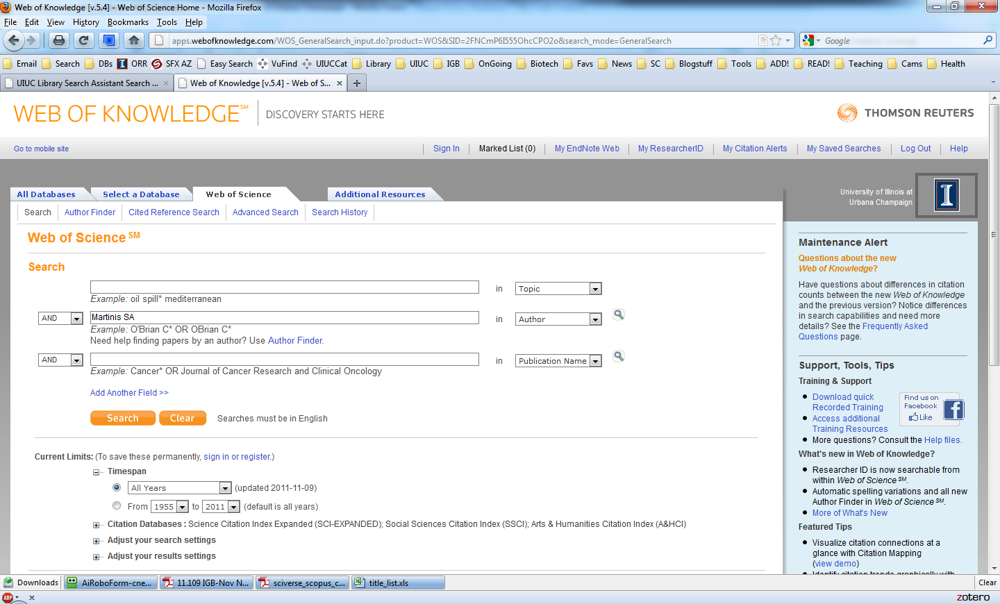 Web of Knowledge [v.5.4] - Web of Science Home - Mozilla Firefox
File Edit View History Bookmarks Tools Help
apps.webofknowledge.com/WOS_GeneralSearch_input.do?product=WOS&SID=2FNCmP6I555OhcCPO2o&search_mode=GeneralSearch
Google
Email Search DBs ORR SFX AZ Easy Search VuFind UIUCCat Library UIUC IGB OnGoing Biotech Favs News SC Blogstuff Tools ADD! READ! Teaching Cams Health
UIUC Library Search Assistant Search ...
Web of Knowledge [v.5.4] - Web of S...
WEB OF KNOWLEDGE SM
DISCOVERY STARTS HERE
THOMSON REUTERS
Go to mobile site
Sign In Marked List (0) My EndNote Web My ResearcherID My Citation Alerts My Saved Searches Log Out Help
All Databases Select a Database Web of Science Additional Resources
University of Illinois at
Urbana Champaign
Search Author Finder Cited Reference Search Advanced Search Search History
Web of Science SM
Search
in Topic
Example: oil spill* mediterranean
AND Martinis SA in Author
Example: O'Brian C* OR OBrian C*
Need help finding papers by an author? Use Author Finder.
AND in Publication Name
Example: Cancer* OR Journal of Cancer Research and Clinical Oncology
Add Another Field >>
Search Clear Searches must be in English
Current Limits: (To save these permanently, sign in or register.)
Timespan
All Years (updated 2011-11-09)
From 1955 to 2011 (default is all years)
Citation Databases : Science Citation Index Expanded (SCI-EXPANDED); Social Sciences Citation Index (SSCI); Arts & Humanities Citation Index (A&HCI)
Adjust your search settings
Adjust your results settings
Maintenance Alert
Questions about the new
Web of Knowledge?
Have questions about differences in citation
counts between the new Web of Knowledge
and the previous version? Notice differences
in search capabilities and need more
details? See the Frequently Asked
Questions page.
Support, Tools, Tips
Training & Support
Download quick
Recorded Training
Access additional
Training Resources
More questions? Consult the Help files.
Find us on
Facebook
Like
What's new in Web of Knowledge?
Researcher ID is now searchable from
within Web of Science SM.
Automatic spelling variations and all new
Author Finder in Web of Science SM.
More of What's New
Featured Tips
Visualize citation connections at a
glance with Citation Mapping
(view demo)
Identify citation trends graphically with
Downloads AiRoboForm-cne... 11.109 IGB-Nov N... sciverse_scopus_c... title_list.xls Clear
ABP
zotero